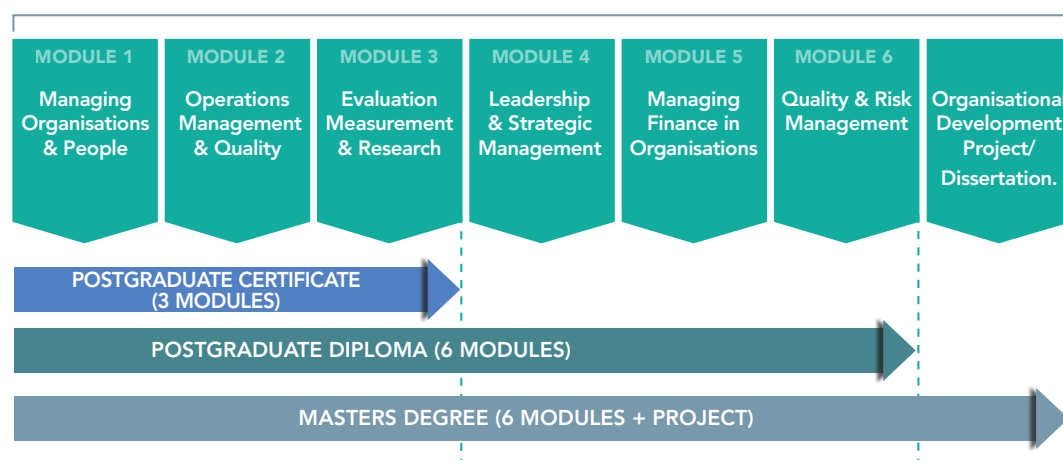 MODULE 1
Managing
Organisations
& People
MODULE 2
Operations
Management
& Quality
MODULE 3
Evaluation
Measurement
& Research
MODULE 4
Leadership
& Strategic
Management
MODULE 5
Managing
Finance in
Organisations
MODULE 6
Quality & Risk
Management
Organisational
Development
Project/
Dissertation.
POSTGRADUATE CERTIFICATE
(3 MODULES)
POSTGRADUATE DIPLOMA (6 MODULES)
MASTERS DEGREE (6 MODULES + PROJECT)